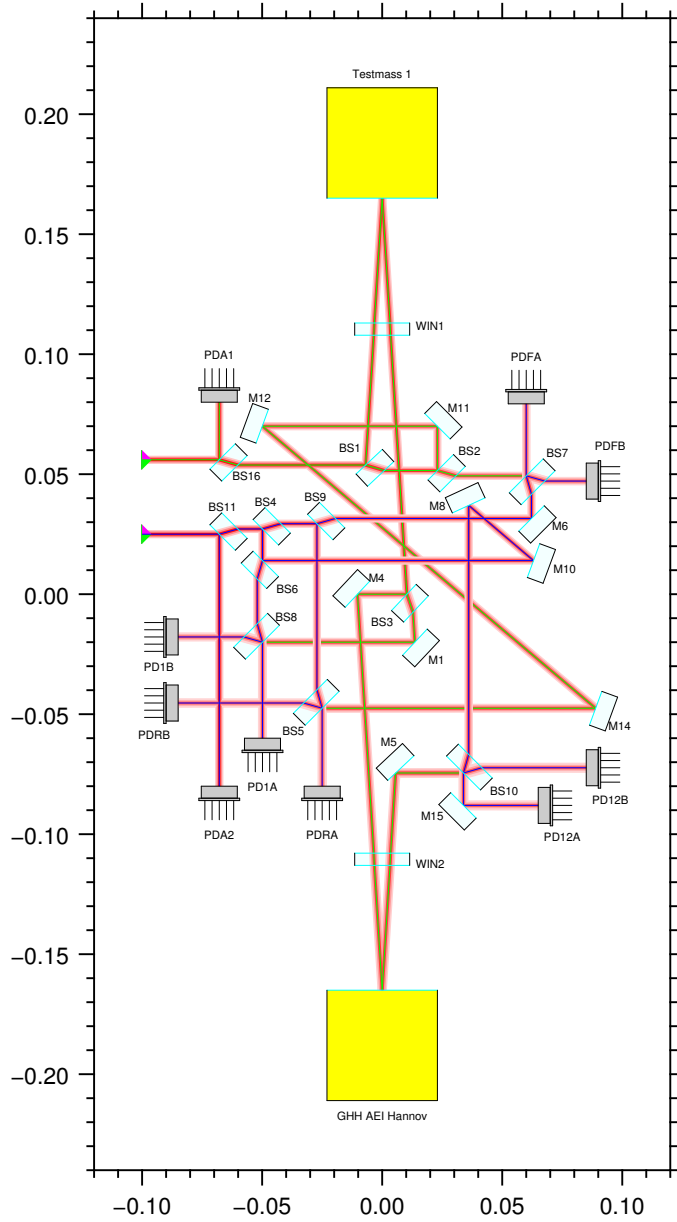 Testmass 1
0.20
0.15
WIN1
0.10
PDA1
PDFA
M12
M11
BS1
BS2
BS7
PDFB
0.05
BS16
M8
BS11
BS4
BS9
M6
M10
M4
BS6
0.00
BS3
BS8
PD1B
M1
PDRB
−0.05
BS5
M14
M5
PD1A
BS10
PD12B
M15
PDA2
PDRA
PD12A
−0.10
WIN2
−0.15
−0.20
GHH AEI Hannov
−0.10 −0.05 0.00 0.05 0.10